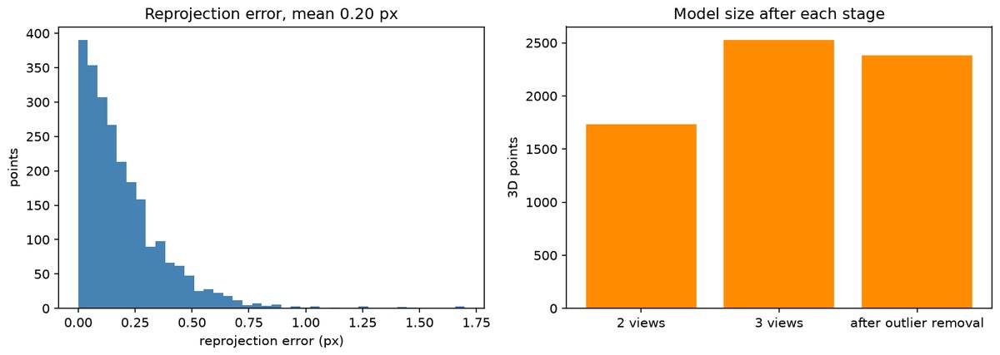 Reprojection error, mean 0.20 px
400
350
300
250
200
150
100
50
0
points
0.00 0.25 0.50 0.75 1.00 1.25 1.50 1.75
reprojection error (px)
Model size after each stage
2500
2000
1500
1000
500
0
3D points
2 views 3 views after outlier removal